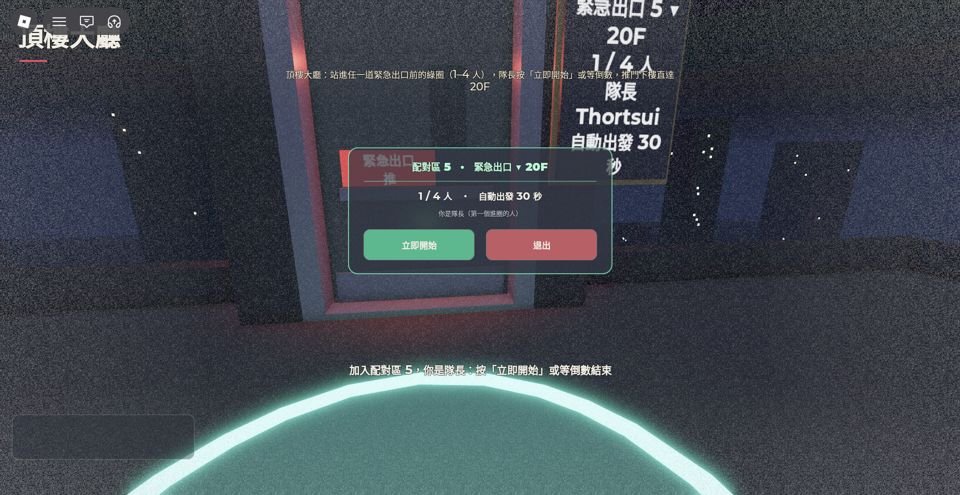 頂樓大廳
緊急出口 5 ▼
20F
1 / 4 人
隊長
Thortsui
自動出發 30
秒
頂樓大廳：站進任一道緊急出口前的綠圈（1–4 人），隊長按「立即開始」或等倒數，推門下樓直達
20F
緊急出口
推
配對區 5 • 緊急出口 ▼ 20F
1 / 4 人 • 自動出發 30 秒
你是隊長（第一個進圈的人）
立即開始
退出
加入配對區 5，你是隊長：按「立即開始」或等倒數結束